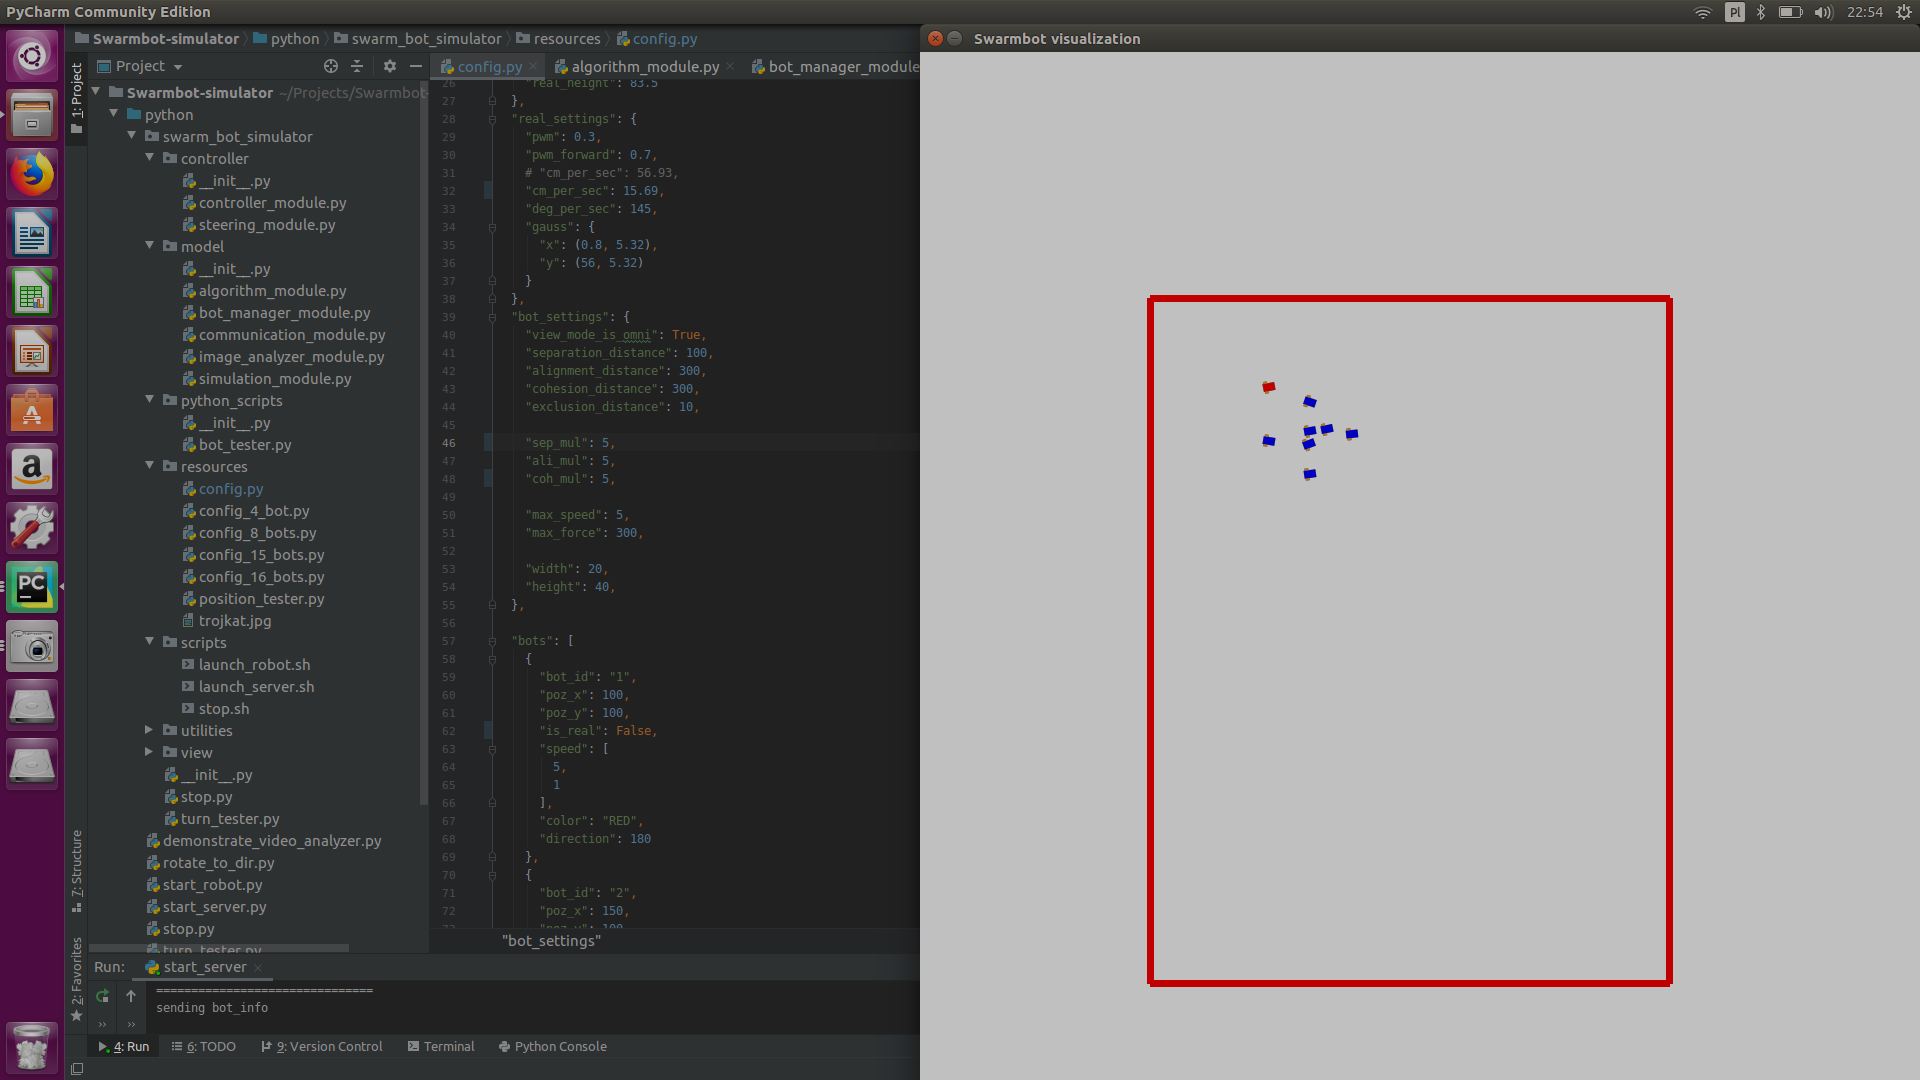 PyCharm Community Edition
Pl
22:54
Swarmbot-simulator
python
swarm_bot_simulator
resources
config.py
Swarmbot visualization
1: Project
7: Structure
2: Favorites
Project
config.py
algorithm_module.py
bot_manager_module
Swarmbot-simulator ~/Projects/Swarmbot-
python
swarm_bot_simulator
controller
__init__.py
controller_module.py
steering_module.py
model
__init__.py
algorithm_module.py
bot_manager_module.py
communication_module.py
image_analyzer_module.py
simulation_module.py
python_scripts
__init__.py
bot_tester.py
resources
config.py
config_4_bot.py
config_8_bots.py
config_15_bots.py
config_16_bots.py
position_tester.py
trojkat.jpg
scripts
launch_robot.sh
launch_server.sh
stop.sh
utilities
view
__init__.py
stop.py
turn_tester.py
demonstrate_video_analyzer.py
rotate_to_dir.py
start_robot.py
start_server.py
stop.py
turn_tester.py
26 "real_height": 83.5
27 },
28 "real_settings": {
29 "pwm": 0.3,
30 "pwm_forward": 0.7,
31 # "cm_per_sec": 56.93,
32 "cm_per_sec": 15.69,
33 "deg_per_sec": 145,
34 "gauss": {
35 "x": (0.8, 5.32),
36 "y": (56, 5.32)
37 }
38 },
39 "bot_settings": {
40 "view_mode_is_omni": True,
41 "separation_distance": 100,
42 "alignment_distance": 300,
43 "cohesion_distance": 300,
44 "exclusion_distance": 10,
45
46 "sep_mul": 5,
47 "ali_mul": 5,
48 "coh_mul": 5,
49
50 "max_speed": 5,
51 "max_force": 300,
52
53 "width": 20,
54 "height": 40,
55 },
56
57 "bots": [
58 {
59 "bot_id": "1",
60 "poz_x": 100,
61 "poz_y": 100,
62 "is_real": False,
63 "speed": [
64 5,
65 1
66 ],
67 "color": "RED",
68 "direction": 180
69 },
70 {
71 "bot_id": "2",
72 "poz_x": 150,
"poz_y": 100
"bot_settings"
Run: start_server
===============================
sending bot_info
4: Run
6: TODO
9: Version Control
Terminal
Python Console
PC
a